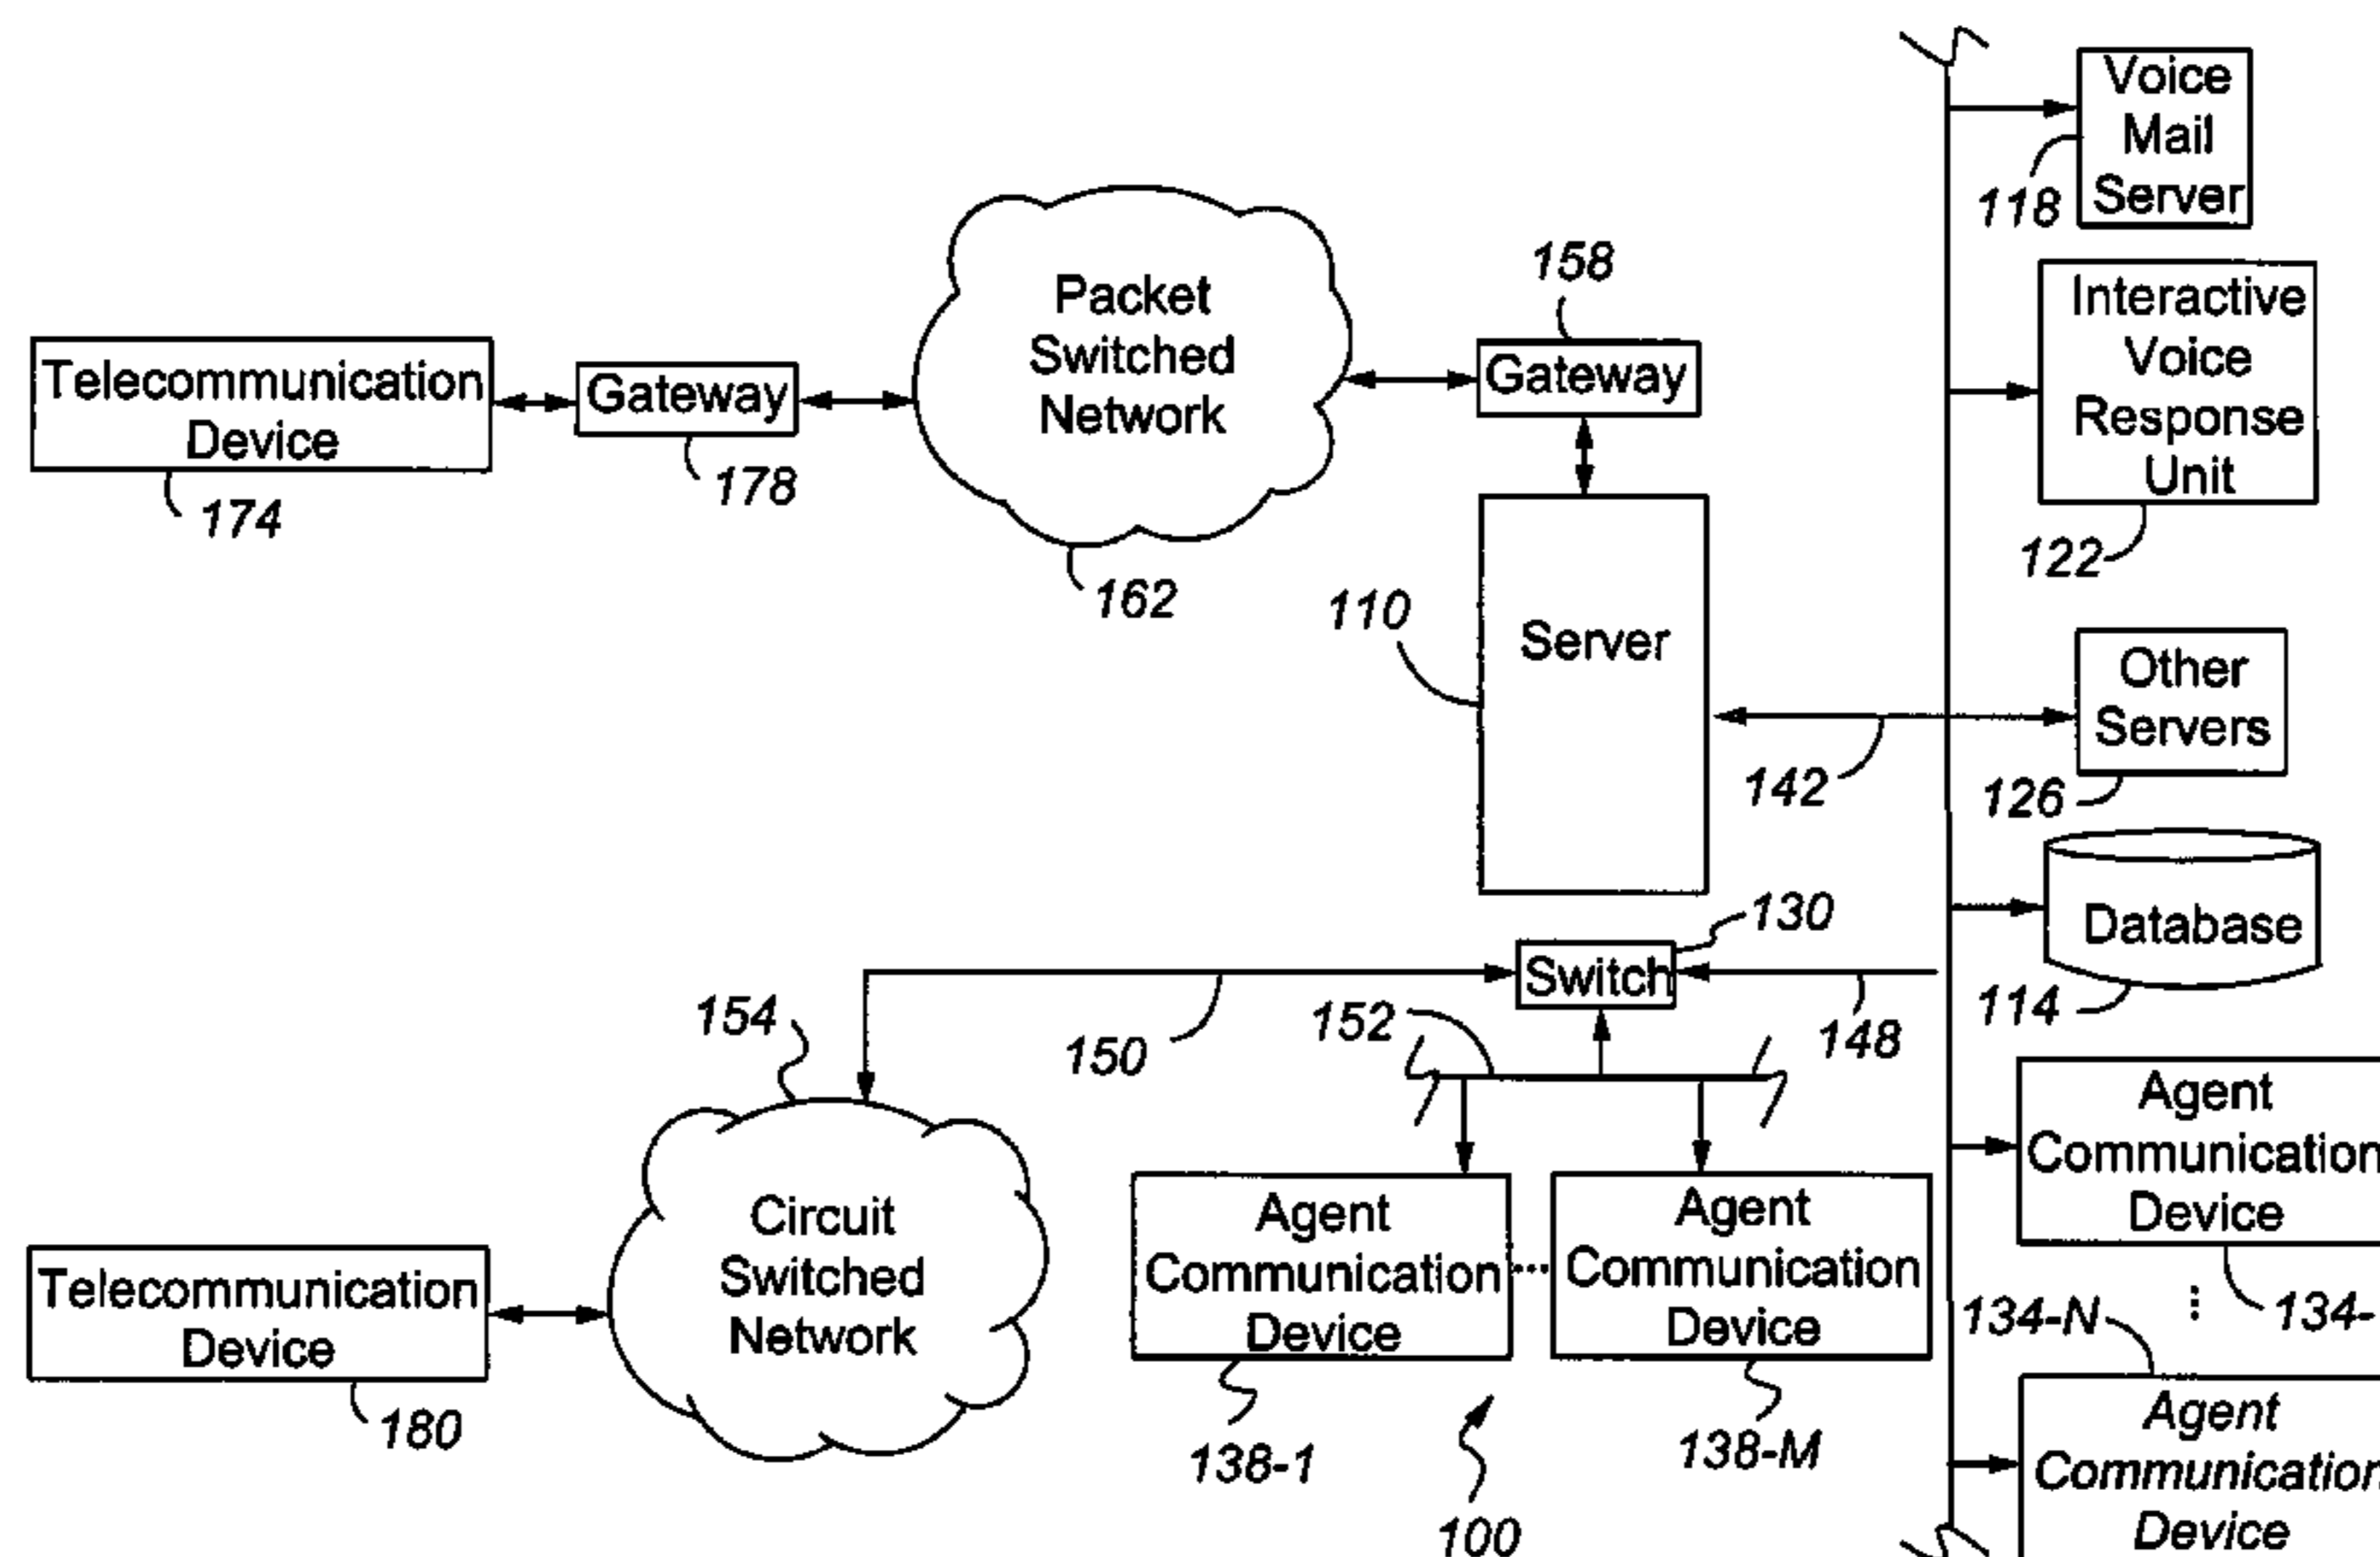 Voice
Mail
Server
118
Interactive
Voice
Response
Unit
122
Packet
Switched
Network
162
158
Gateway
Telecommunication
Device
174
Gateway
178
110
Server
142
Other
Servers
126
Database
114
130
Switch
148
150
152
154
Circuit
Switched
Network
Telecommunication
Device
180
Agent
Communication
Device
138-1
...
Agent
Communication
Device
138-M
100
Agent
Communication
Device
134-
...
134-N
Agent
Communication
Device